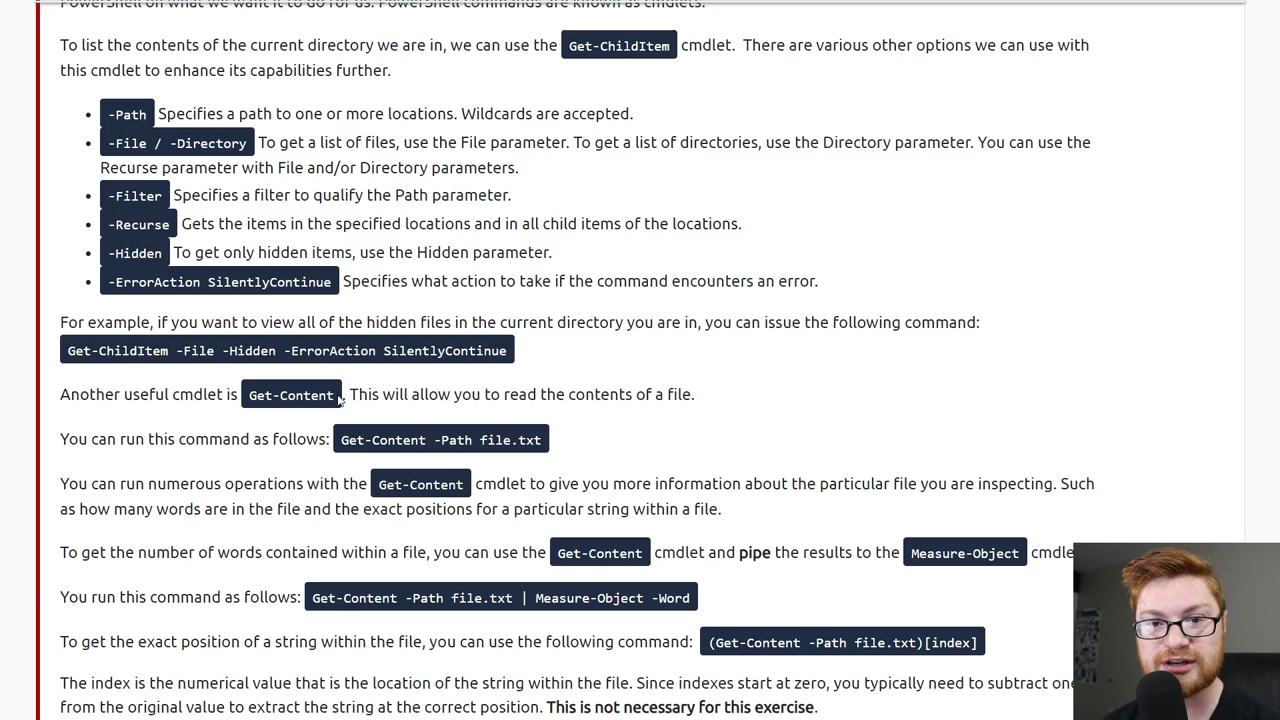 PowerShell on what we want it to do for us. PowerShell commands are known as cmdlets.
To list the contents of the current directory we are in, we can use the Get-ChildItem cmdlet. There are various other options we can use with
this cmdlet to enhance its capabilities further.
-Path Specifies a path to one or more locations. Wildcards are accepted.
-File / -Directory To get a list of files, use the File parameter. To get a list of directories, use the Directory parameter. You can use the
Recurse parameter with File and/or Directory parameters.
-Filter Specifies a filter to qualify the Path parameter.
-Recurse Gets the items in the specified locations and in all child items of the locations.
-Hidden To get only hidden items, use the Hidden parameter.
-ErrorAction SilentlyContinue Specifies what action to take if the command encounters an error.
For example, if you want to view all of the hidden files in the current directory you are in, you can issue the following command:
Get-ChildItem -File -Hidden -ErrorAction SilentlyContinue
Another useful cmdlet is Get-Content. This will allow you to read the contents of a file.
You can run this command as follows: Get-Content -Path file.txt
You can run numerous operations with the Get-Content cmdlet to give you more information about the particular file you are inspecting. Such
as how many words are in the file and the exact positions for a particular string within a file.
To get the number of words contained within a file, you can use the Get-Content cmdlet and pipe the results to the Measure-Object cmdle
You run this command as follows: Get-Content -Path file.txt | Measure-Object -Word
To get the exact position of a string within the file, you can use the following command: (Get-Content -Path file.txt)[index]
The index is the numerical value that is the location of the string within the file. Since indexes start at zero, you typically need to subtract one
from the original value to extract the string at the correct position. This is not necessary for this exercise.